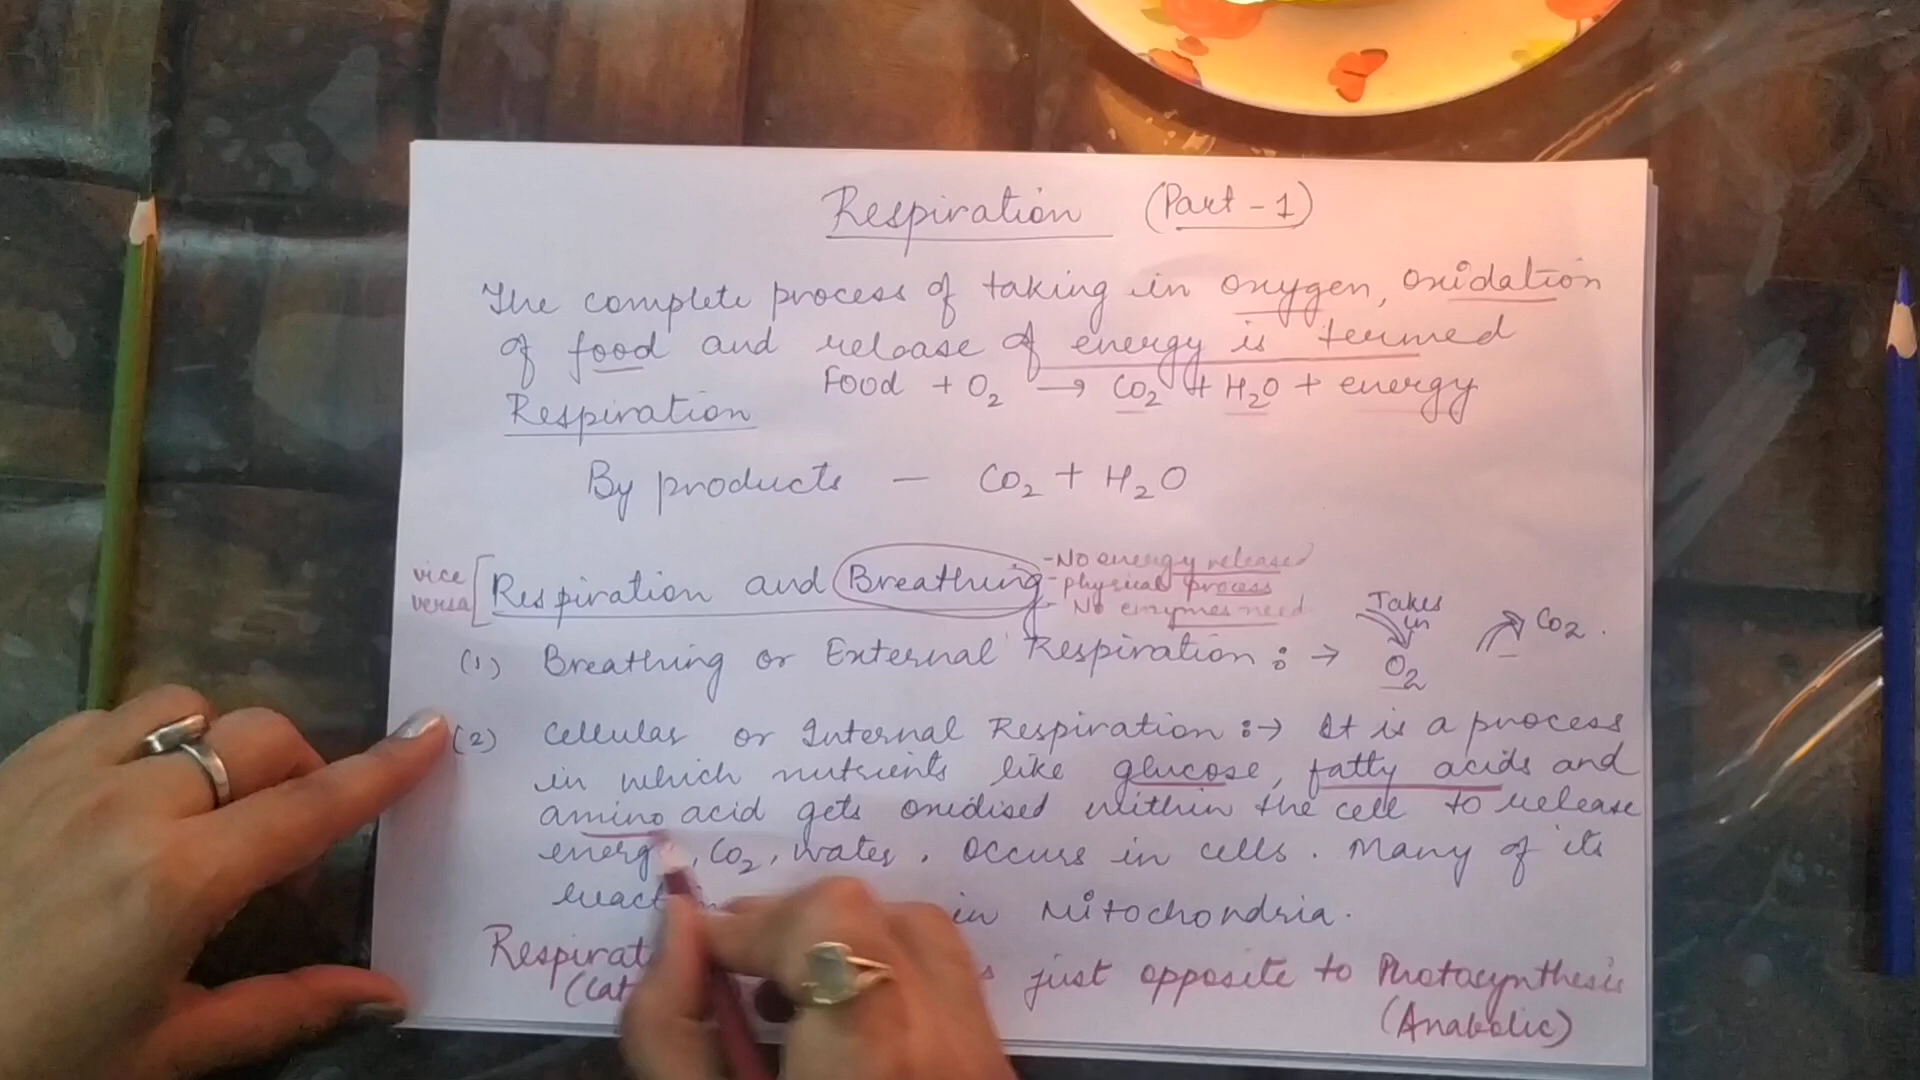 Respiration (Part - 1)
The complete process of taking in oxygen, oxidation
of food and release of energy is termed
Food + O2 → CO2 + H2O + energy
Respiration
By products — CO2 + H2O
vice versa
Respiration and Breathing
- No energy released
- physical process
- No enzymes need
(1) Breathing or External Respiration :→ Takes in O2 CO2.
(2) Cellular or Internal Respiration :→ It is a process
in which nutrients like glucose, fatty acids and
amino acid gets oxidised within the cell to release
energy, CO2, water. Occurs in cells. Many of its
in Mitochondria.
just opposite to Photosynthesis
(Anabolic)